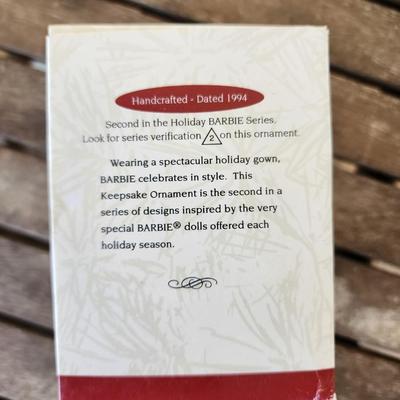 Handcrafted - Dated 1994
Second in the Holiday BARBIE Series.
Look for series verification 2 on this ornament.
Wearing a spectacular holiday gown,
BARBIE celebrates in style. This
Keepsake Ornament is the second in a
series of designs inspired by the very
special BARBIE® dolls offered each
holiday season.